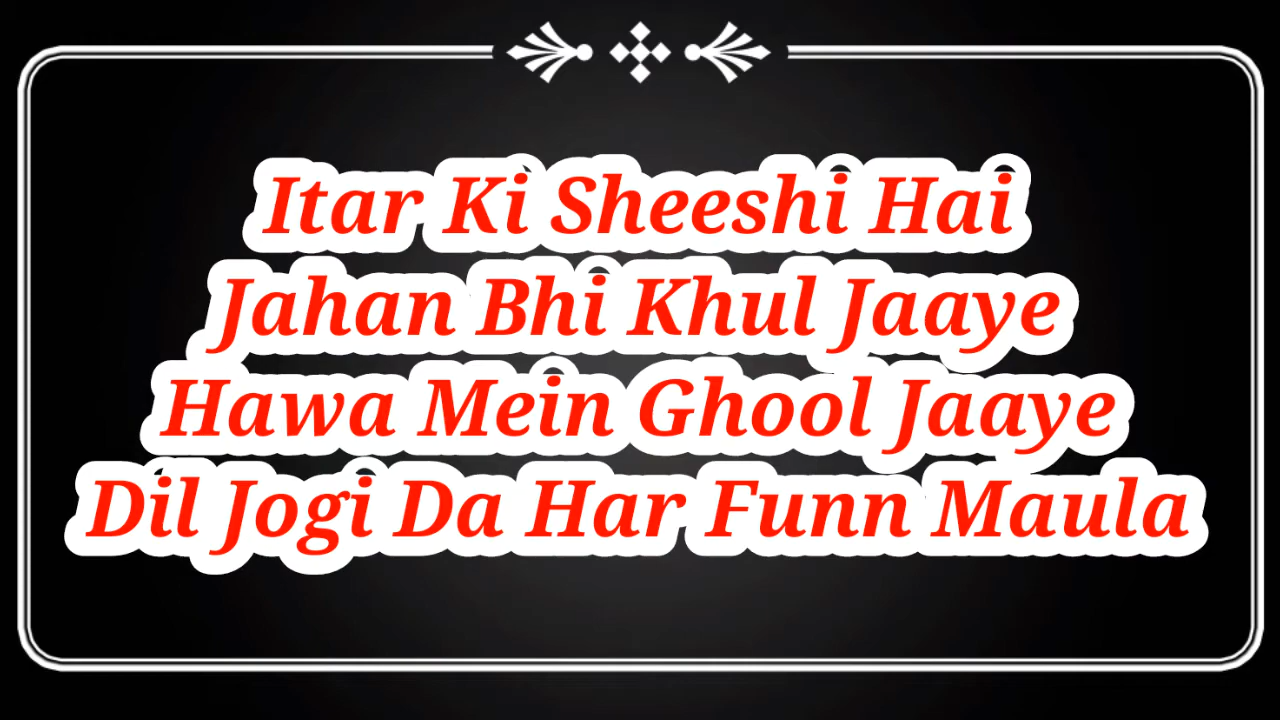 Itar Ki Sheeshi Hai
Jahan Bhi Khul Jaaye
Hawa Mein Ghool Jaaye
Dil Jogi Da Har Funn Maula